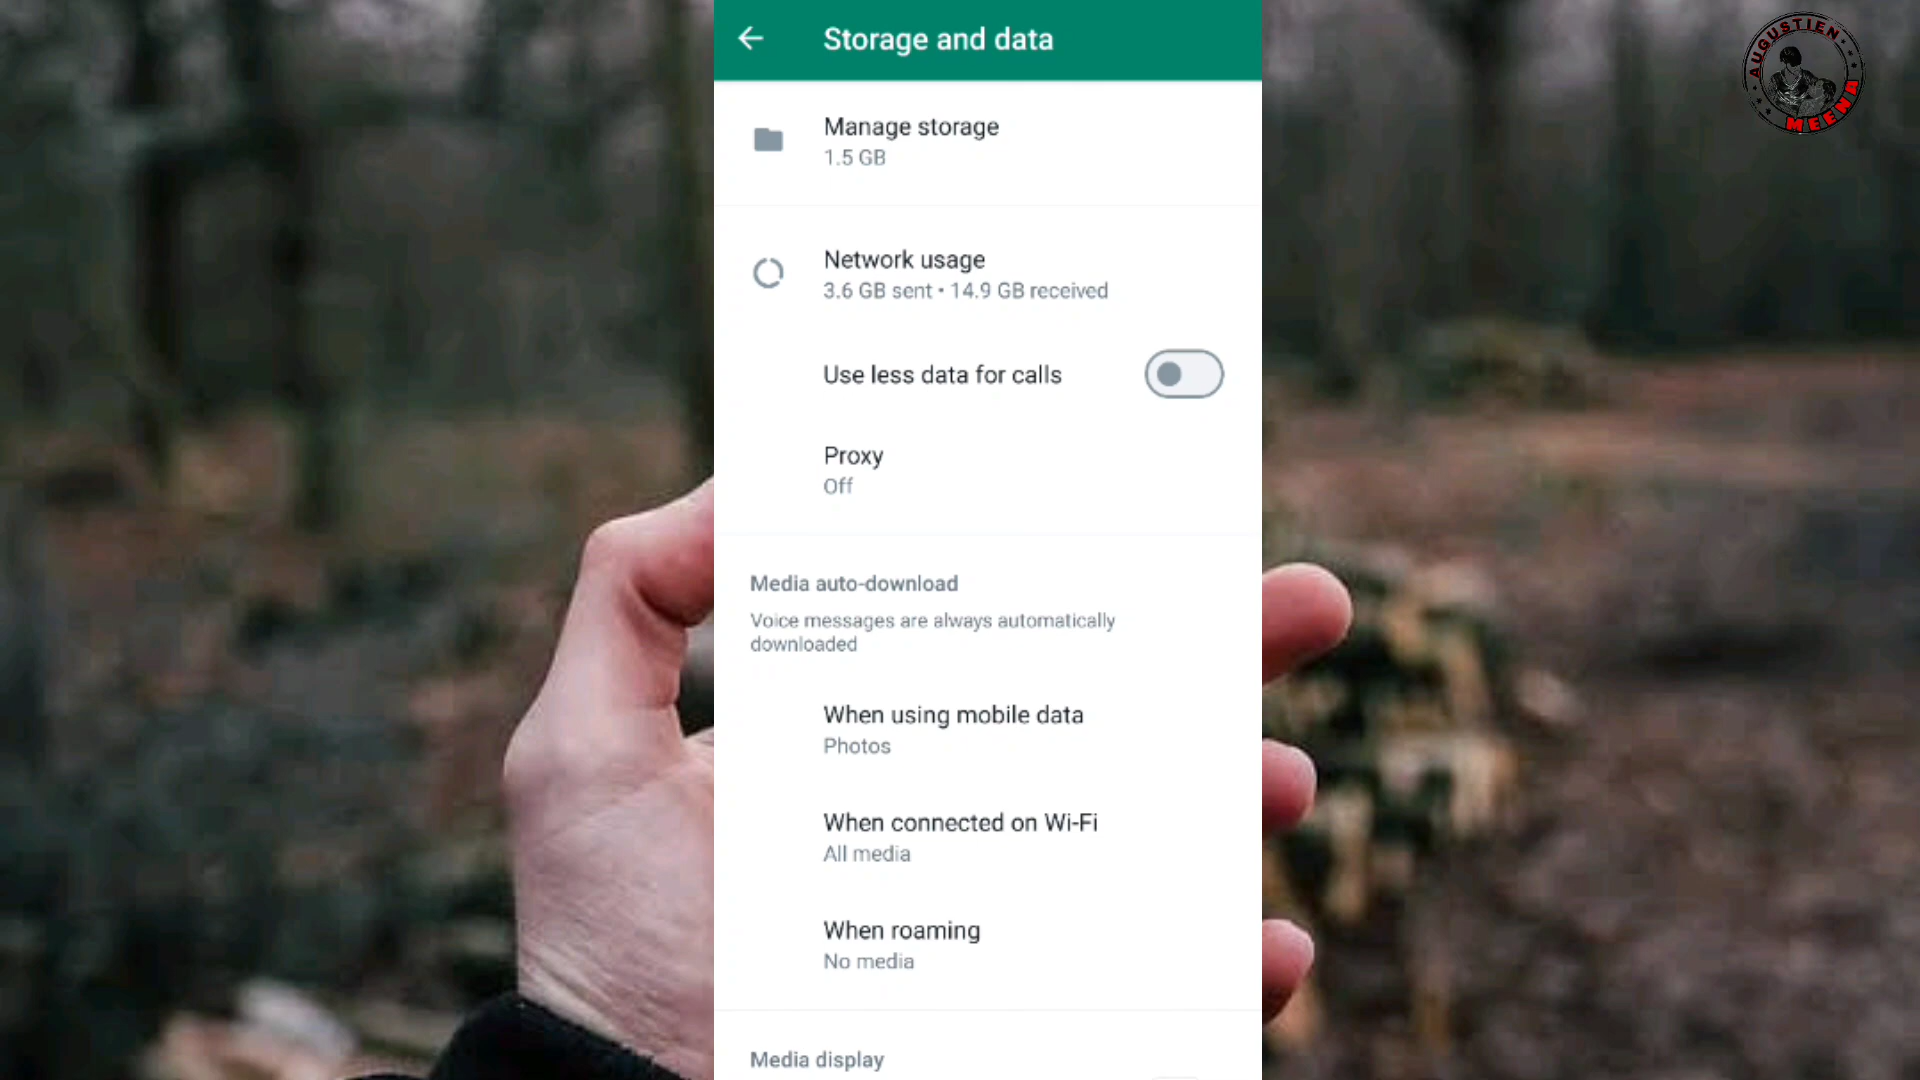 Storage and data
AUGUSTIEN
MEENA
Manage storage
1.5 GB
Network usage
3.6 GB sent • 14.9 GB received
Use less data for calls
Proxy
Off
Media auto-download
Voice messages are always automatically
downloaded
When using mobile data
Photos
When connected on Wi-Fi
All media
When roaming
No media
Media display